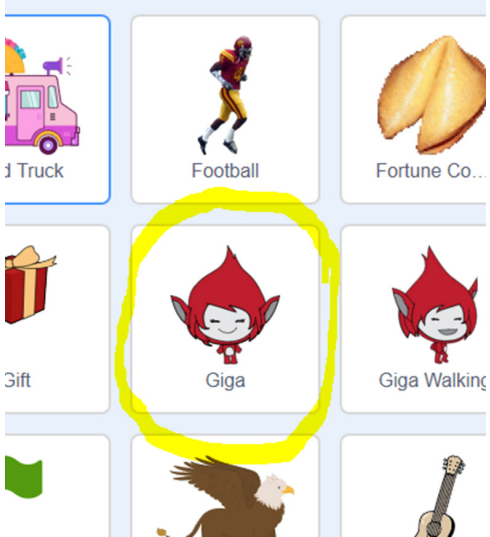 d Truck
Football
Fortune Co...
Gift
Giga
Giga Walking